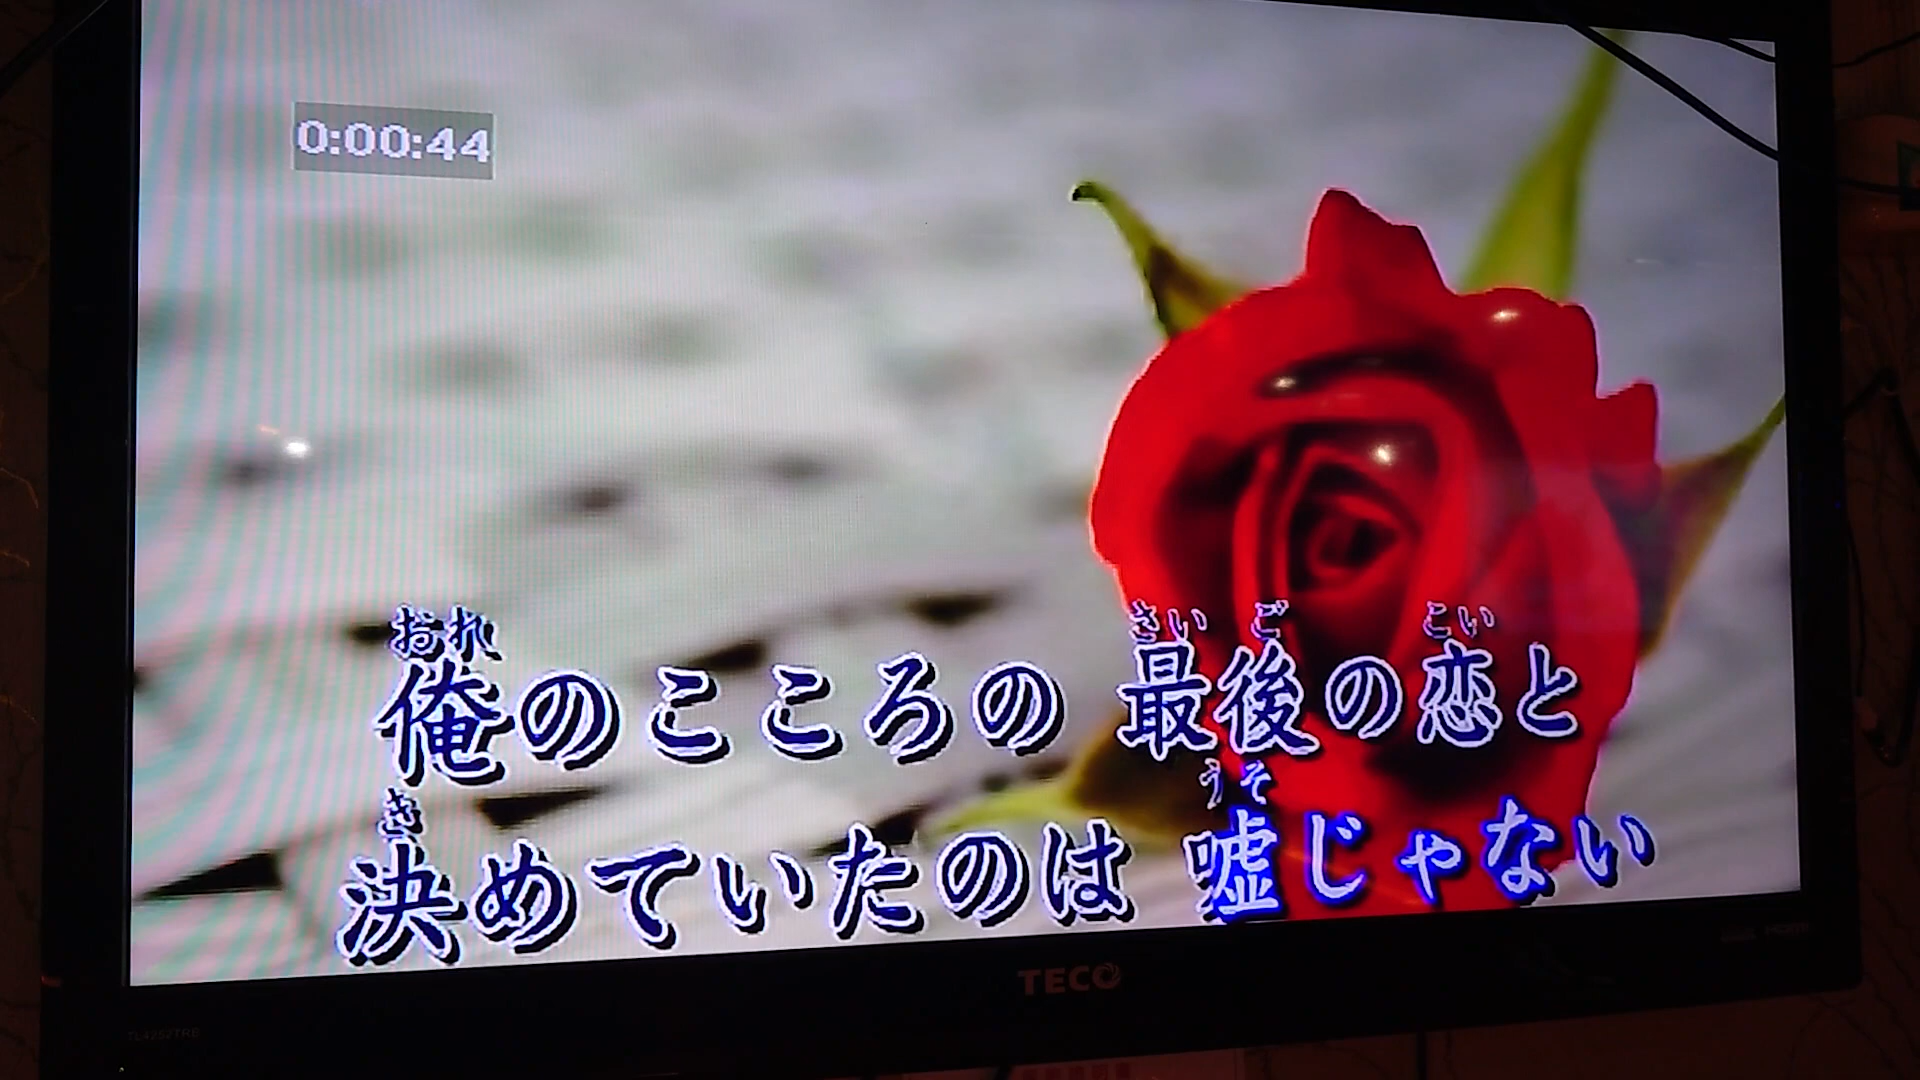 0:00:44
おれ さい ご こい
俺のこころの 最後の恋と
き うそ
決めていたのは 嘘じゃない
TECO